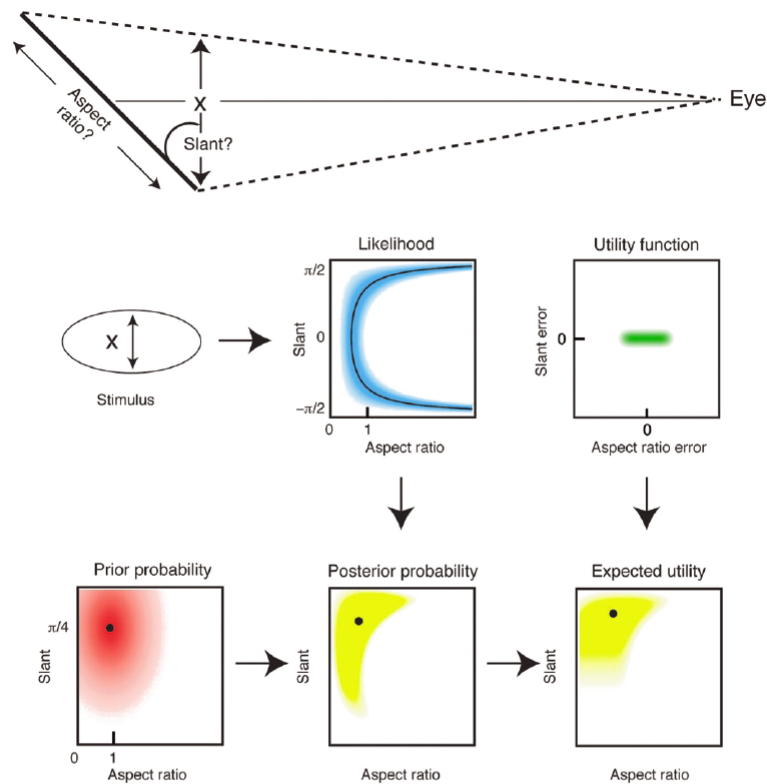 Eye
Aspect
ratio?
X
Slant?
Likelihood
Utility function
π/2
0
−π/2
Slant
X
Stimulus
0
1
Aspect ratio
Slant error
0
0
Aspect ratio error
Prior probability
π/4
Slant
0
1
Aspect ratio
Posterior probability
Slant
Aspect ratio
Expected utility
Slant
Aspect ratio